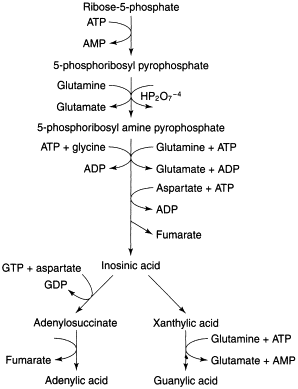 Ribose-5-phosphate
ATP
AMP
5-phosphoribosyl pyrophosphate
Glutamine
HP₂O₇⁻⁴
Glutamate
5-phosphoribosyl amine pyrophosphate
ATP + glycine Glutamine + ATP
ADP Glutamate + ADP
Aspartate + ATP
ADP
Fumarate
Inosinic acid
GTP + aspartate
GDP
Adenylosuccinate Xanthylic acid
Glutamine + ATP
Fumarate Glutamate + AMP
Adenylic acid Guanylic acid